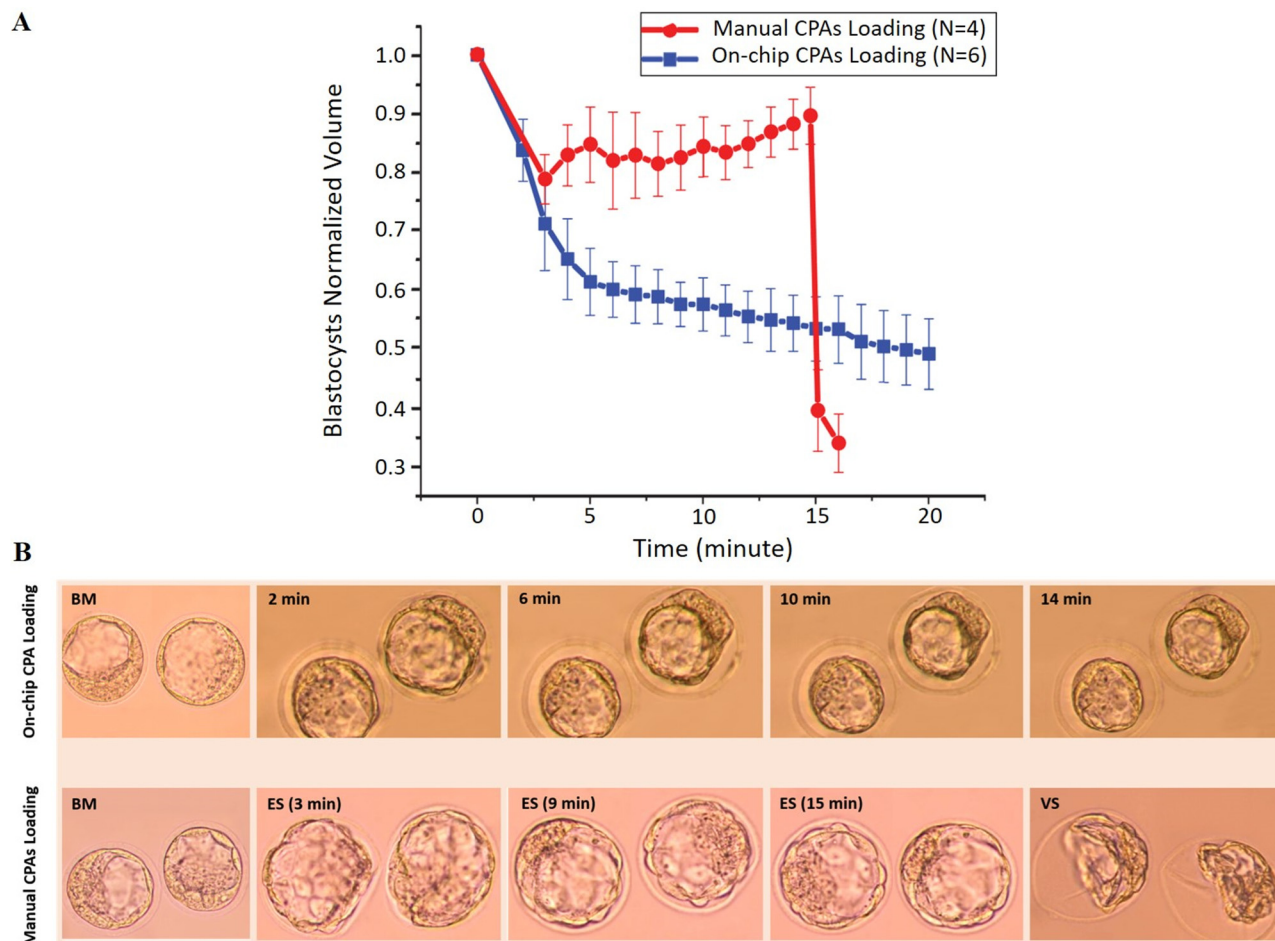 A
Manual CPAs Loading (N=4)
On-chip CPAs Loading (N=6)
Blastocysts Normalized Volume
1.0
0.9
0.8
0.7
0.6
0.5
0.4
0.3
0
5
10
15
20
Time (minute)
B
On-chip CPA Loading
BM
2 min
6 min
10 min
14 min
Manual CPAs Loading
BM
ES (3 min)
ES (9 min)
ES (15 min)
VS